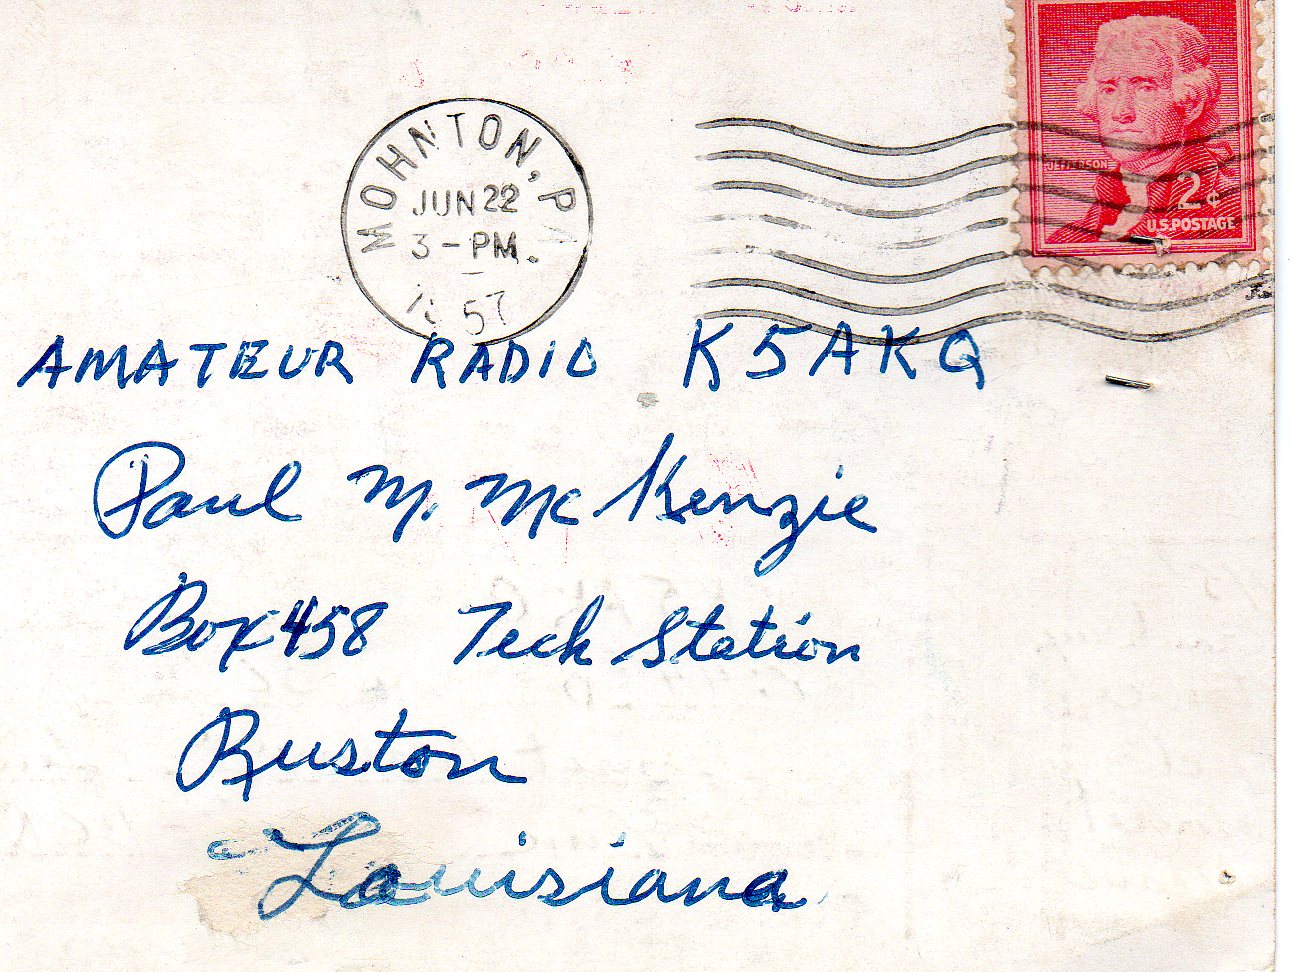 MOHNTON, PA
JUN 22
3 - PM.
57
JEFFERSON
2¢
U.S. POSTAGE
AMATEUR RADIO K5AKQ
Paul M. McKenzie
Box 458 Tech Station
Ruston
Louisiana